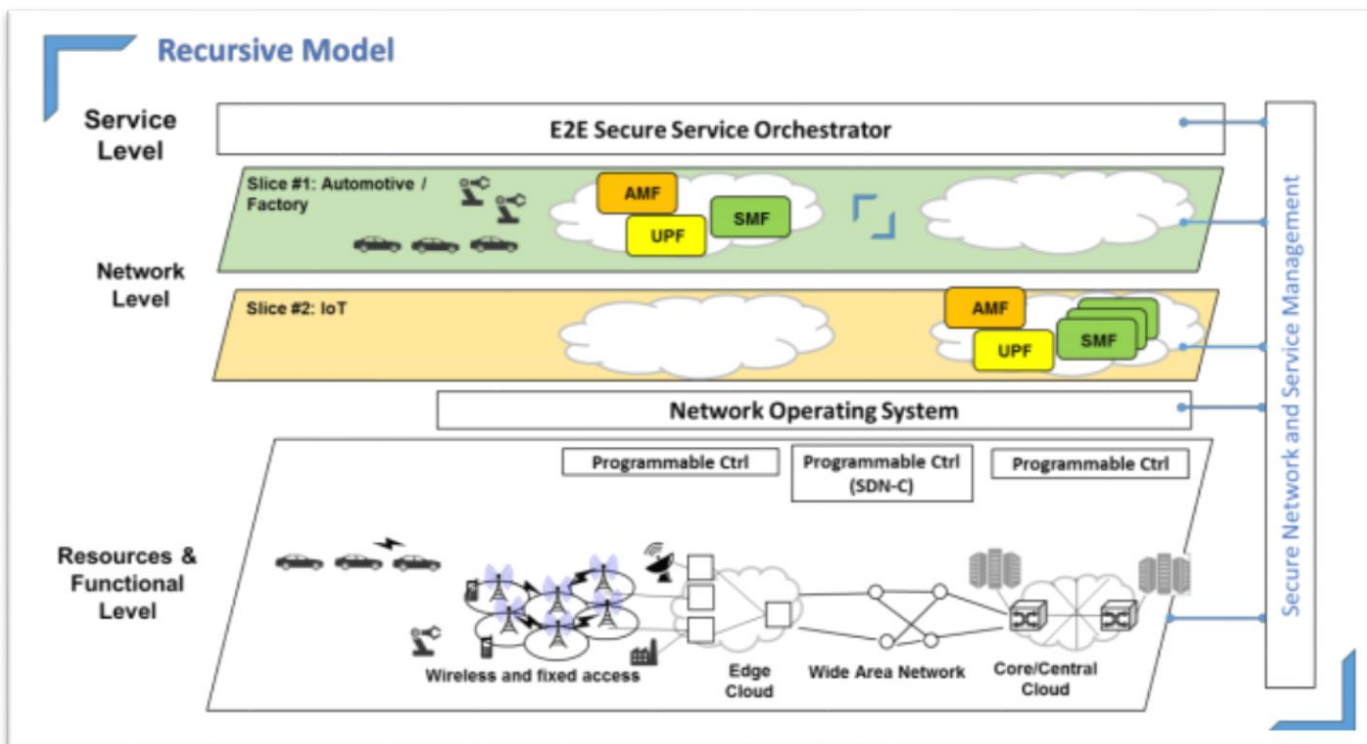 Recursive Model
Service
Level
E2E Secure Service Orchestrator
Slice #1: Automotive /
Factory
AMF
SMF
UPF
Network
Level
Slice #2: IoT
AMF
SMF
UPF
Network Operating System
Programmable Ctrl
Programmable Ctrl
(SDN-C)
Programmable Ctrl
Resources &
Functional
Level
Wireless and fixed access
Edge
Cloud
Wide Area Network
Core/Central
Cloud
Secure Network and Service Management